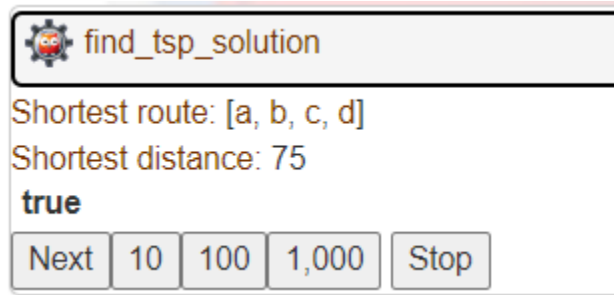 find_tsp_solution
Shortest route: [a, b, c, d]
Shortest distance: 75
true
Next 10 100 1,000 Stop